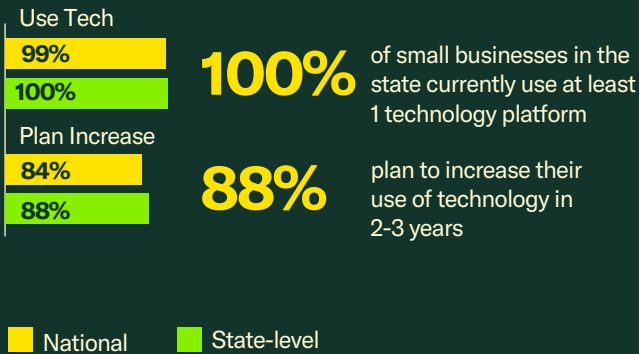 Use Tech
99%
100%
100%
of small businesses in the
state currently use at least
1 technology platform
Plan Increase
84%
88%
88%
plan to increase their
use of technology in
2-3 years
National
State-level